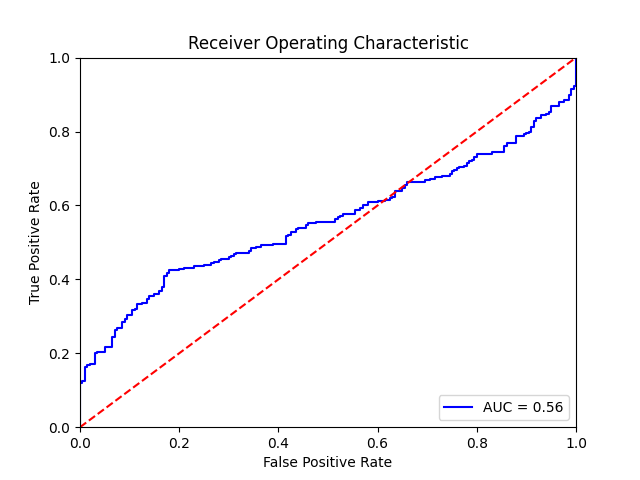 Receiver Operating Characteristic
1.0
0.8
0.6
0.4
0.2
0.0
True Positive Rate
AUC = 0.56
0.0 0.2 0.4 0.6 0.8 1.0
False Positive Rate